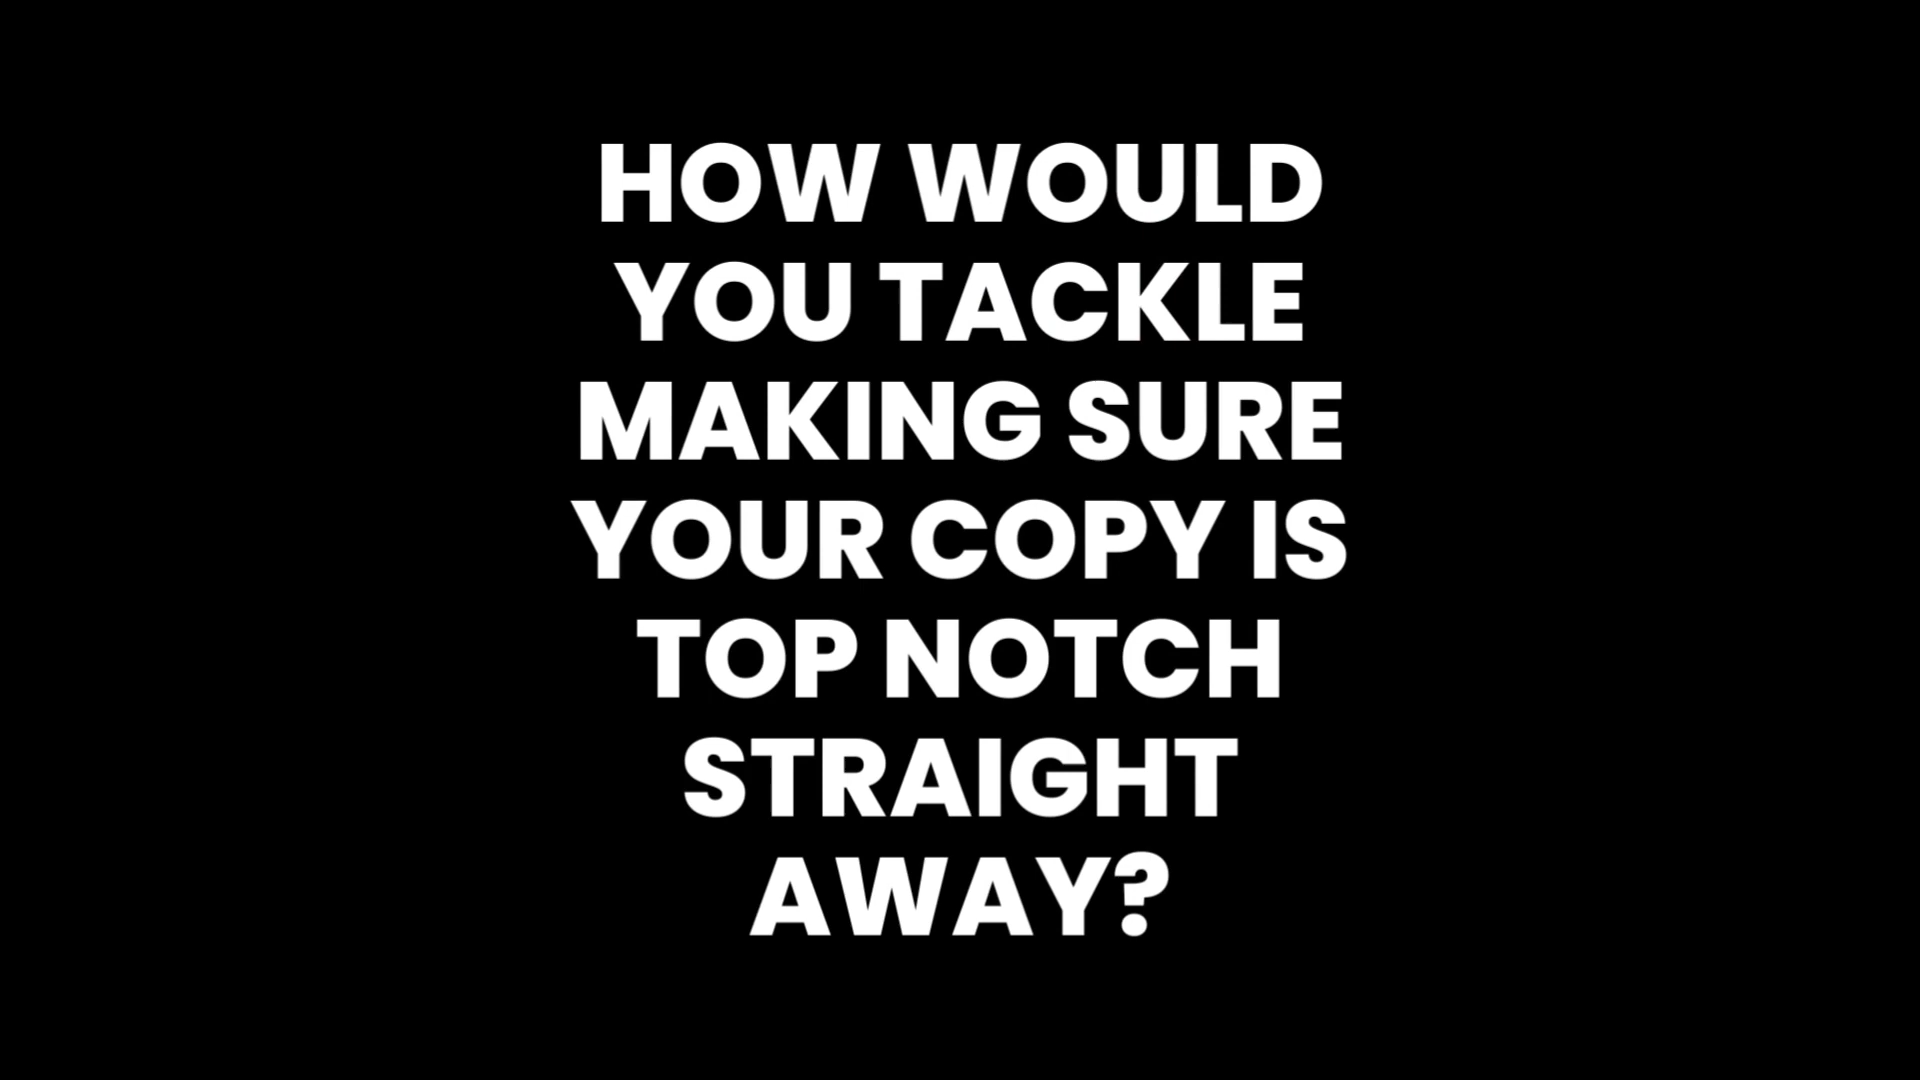 HOW WOULD
YOU TACKLE
MAKING SURE
YOUR COPY IS
TOP NOTCH
STRAIGHT
AWAY?